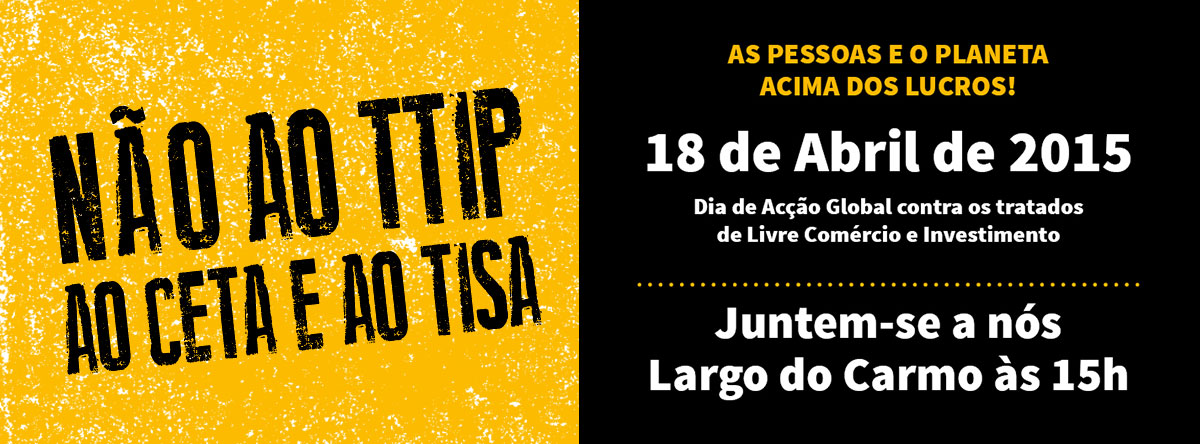 NÃO AO TTIP
AO CETA E AO TISA
AS PESSOAS E O PLANETA
ACIMA DOS LUCROS!
18 de Abril de 2015
Dia de Acção Global contra os tratados
de Livre Comércio e Investimento
Juntem-se a nós
Largo do Carmo às 15h